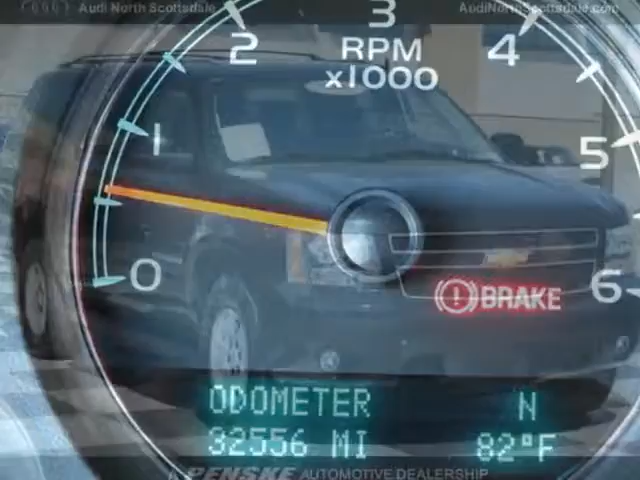 Audi North Scottsdale
AudiNorthScottsdale.com
3
2
4
RPM
x1000
1
5
0
6
BRAKE
ODOMETER N
32556 MI 82°F
A PENSKE AUTOMOTIVE DEALERSHIP